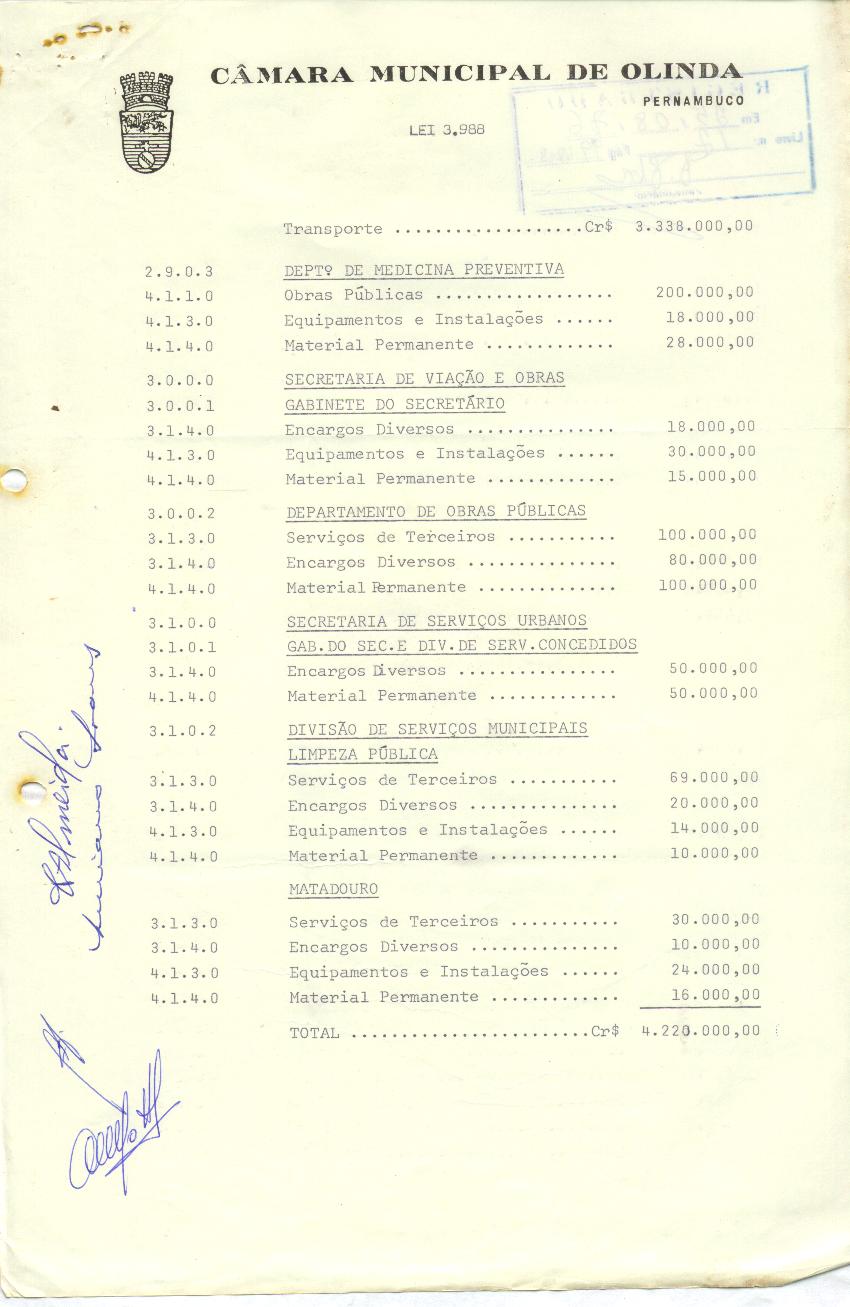 CÂMARA MUNICIPAL DE OLINDA
PERNAMBUCO
LEI 3.988
Transporte ...................Cr$ 3.338.000,00
2.9.0.3 DEPTº DE MEDICINA PREVENTIVA
4.1.1.0 Obras Públicas .................. 200.000,00
4.1.3.0 Equipamentos e Instalações ...... 18.000,00
4.1.4.0 Material Permanente ............. 28.000,00
3.0.0.0 SECRETARIA DE VIAÇÃO E OBRAS
3.0.0.1 GABINETE DO SECRETÁRIO
3.1.4.0 Encargos Diversos ............... 18.000,00
4.1.3.0 Equipamentos e Instalações ...... 30.000,00
4.1.4.0 Material Permanente ............. 15.000,00
3.0.0.2 DEPARTAMENTO DE OBRAS PÚBLICAS
3.1.3.0 Serviços de Terceiros ........... 100.000,00
3.1.4.0 Encargos Diversos ............... 80.000,00
4.1.4.0 Material Permanente .............. 100.000,00
3.1.0.0 SECRETARIA DE SERVIÇOS URBANOS
3.1.0.1 GAB.DO SEC.E DIV.DE SERV.CONCEDIDOS
3.1.4.0 Encargos Diversos ................ 50.000,00
4.1.4.0 Material Permanente ............. 50.000,00
3.1.0.2 DIVISÃO DE SERVIÇOS MUNICIPAIS
LIMPEZA PÚBLICA
3.1.3.0 Serviços de Terceiros ........... 69.000,00
3.1.4.0 Encargos Diversos ............... 20.000,00
4.1.3.0 Equipamentos e Instalações ...... 14.000,00
4.1.4.0 Material Permanente ............. 10.000,00
MATADOURO
3.1.3.0 Serviços de Terceiros ........... 30.000,00
3.1.4.0 Encargos Diversos ............... 10.000,00
4.1.3.0 Equipamentos e Instalações ...... 24.000,00
4.1.4.0 Material Permanente ............. 16.000,00
TOTAL ........................Cr$ 4.220.000,00